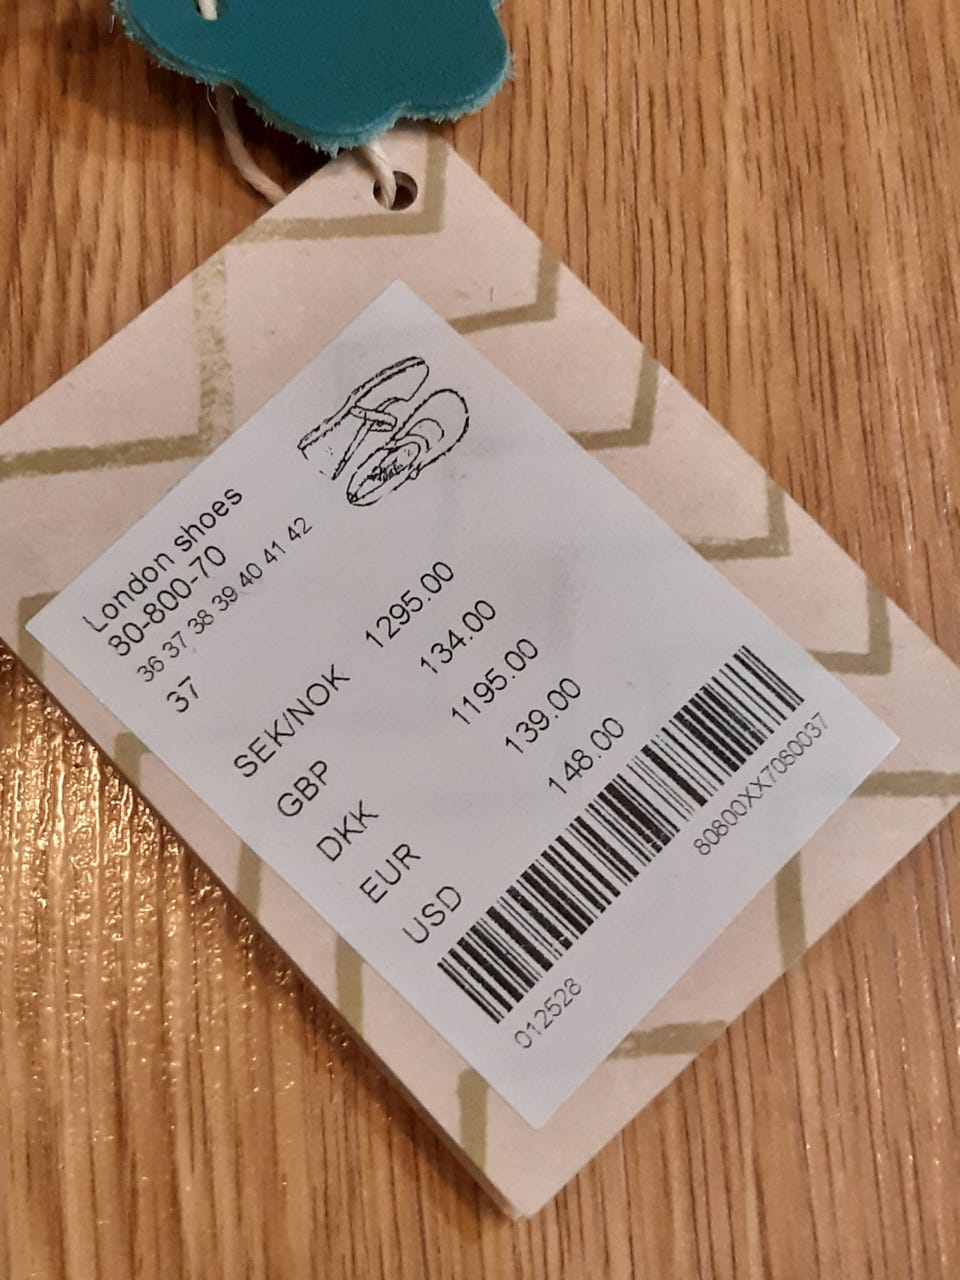 London shoes
80-800-70
36 37 38 39 40 41 42
37
SEK/NOK 1295.00
GBP 134.00
DKK 1195.00
EUR 139.00
USD 148.00
80800XX7080037
012528